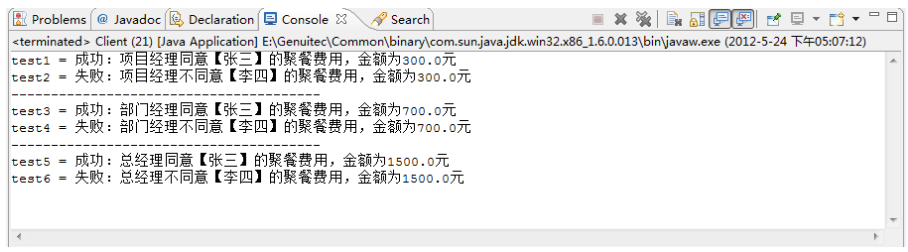 Problems @ Javadoc Declaration Console Search
<terminated> Client (21) [Java Application] E:\Genuitec\Common\binary\com.sun.java.jdk.win32.x86_1.6.0.013\bin\javaw.exe (2012-5-24 下午05:07:12)
test1 = 成功：项目经理同意【张三】的聚餐费用，金额为300.0元
test2 = 失败：项目经理不同意【李四】的聚餐费用，金额为300.0元
---------------------------------------
test3 = 成功：部门经理同意【张三】的聚餐费用，金额为700.0元
test4 = 失败：部门经理不同意【李四】的聚餐费用，金额为700.0元
---------------------------------------
test5 = 成功：总经理同意【张三】的聚餐费用，金额为1500.0元
test6 = 失败：总经理不同意【李四】的聚餐费用，金额为1500.0元